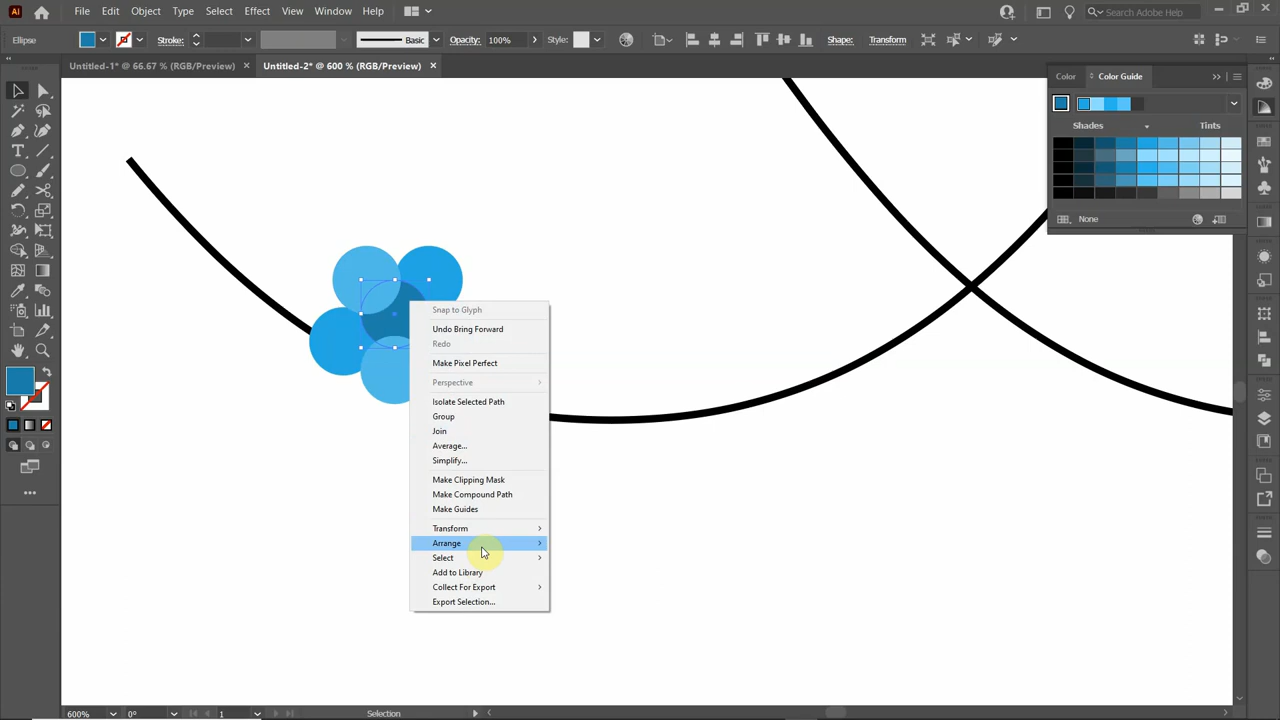 Ai File Edit Object Type Select Effect View Window Help Search Adobe Help
Ellipse Stroke: Basic Opacity: 100% Style: Shape: Transform
Untitled-1* @ 66.67 % (RGB/Preview) × Untitled-2* @ 600 % (RGB/Preview) ×
Color Color Guide
Shades Tints
None
Snap to Glyph
Undo Bring Forward
Redo
Make Pixel Perfect
Perspective
Isolate Selected Path
Group
Join
Average...
Simplify...
Make Clipping Mask
Make Compound Path
Make Guides
Transform
Arrange
Select
Add to Library
Collect For Export
Export Selection...
600% 0° 1 Selection